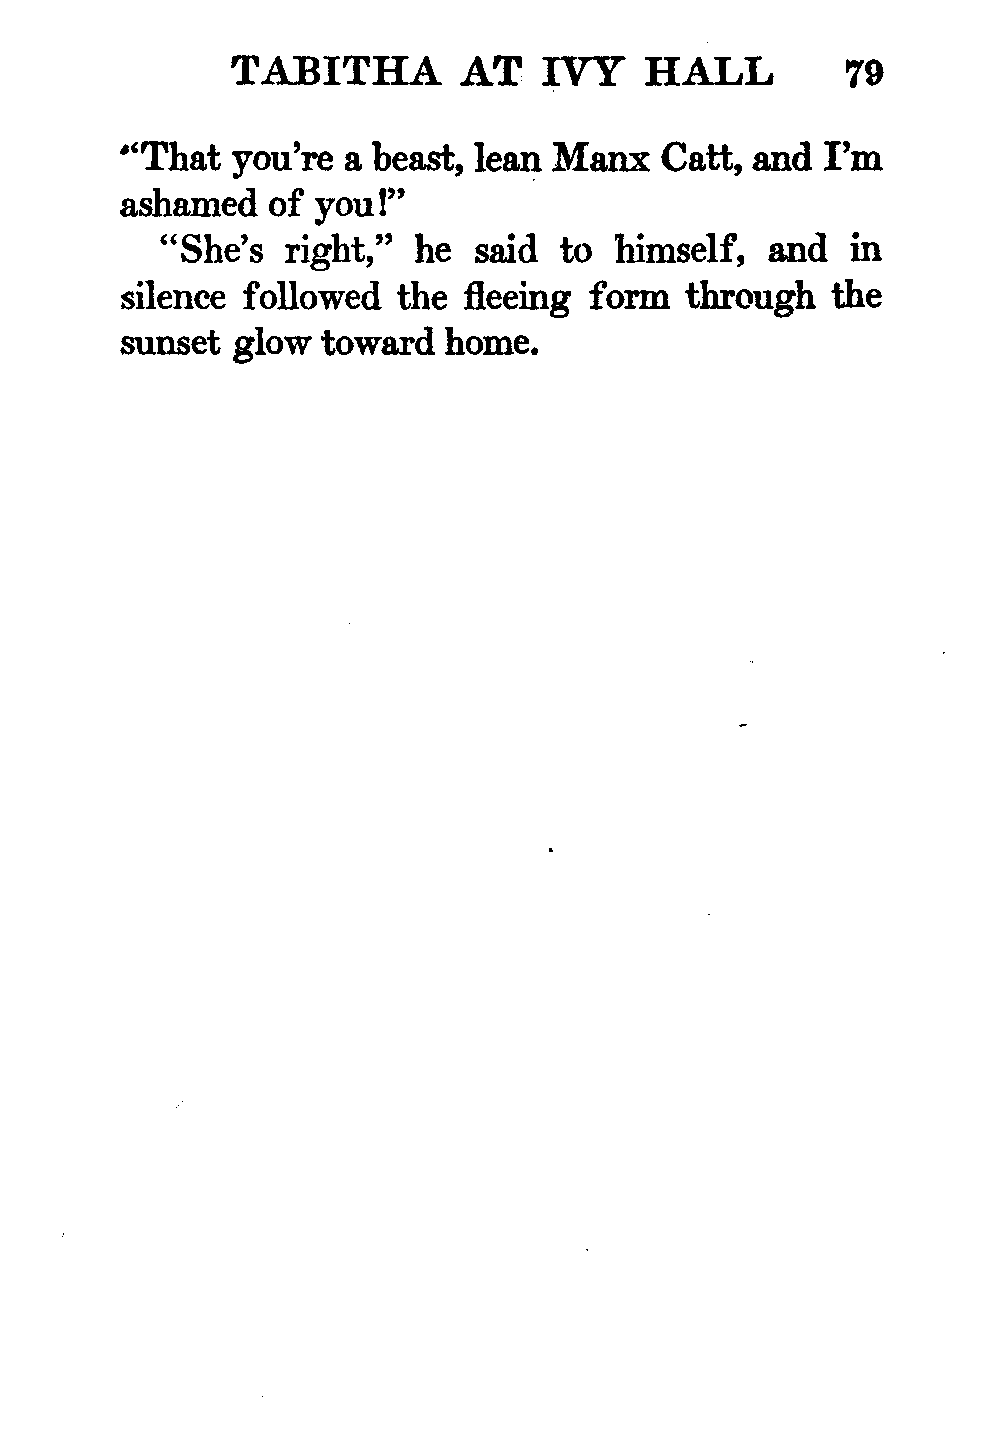 TABITHA AT IVY HALL 79
"That you're a beast, lean Manx Catt, and I'm
ashamed of you!"
"She's right," he said to himself, and in
silence followed the fleeing form through the
sunset glow toward home.